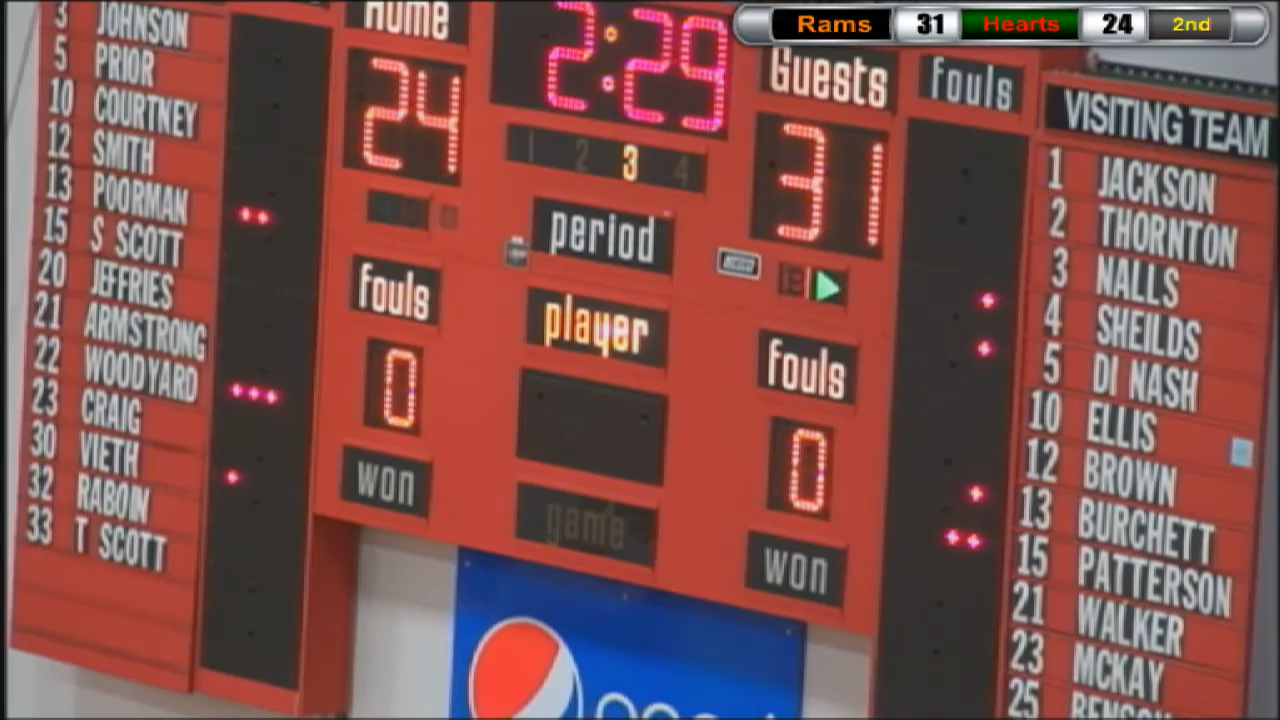 Rams 31 Hearts 24 2nd
3 JOHNSON
5 PRIOR
10 COURTNEY
12 SMITH
13 POORMAN
15 S SCOTT
20 JEFFRIES
21 ARMSTRONG
22 WOODYARD
23 CRAIG
30 VIETH
32 RABOIN
33 T SCOTT
Home
24
fouls
0
won
2:29
1 2 3 4
period
player
game
Guests
31
fouls
0
won
fouls
VISITING TEAM
1 JACKSON
2 THORNTON
3 NALLS
4 SHEILDS
5 DI NASH
10 ELLIS
12 BROWN
13 BURCHETT
15 PATTERSON
21 WALKER
23 MCKAY
25 BENSON
pepsi